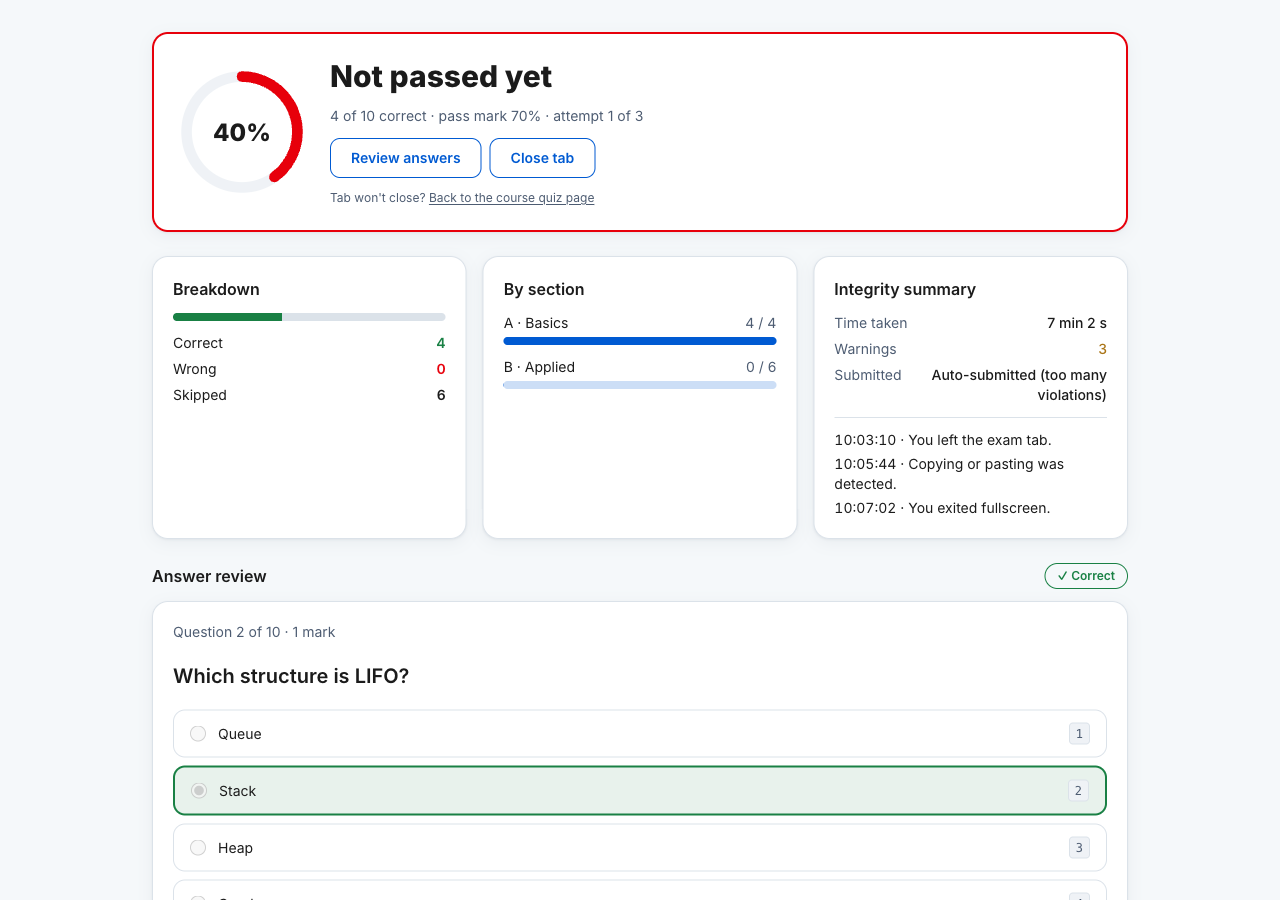 40%
Not passed yet
4 of 10 correct · pass mark 70% · attempt 1 of 3
Review answers
Close tab
Tab won't close? Back to the course quiz page
Breakdown
Correct 4
Wrong 0
Skipped 6
By section
A · Basics 4 / 4
B · Applied 0 / 6
Integrity summary
Time taken 7 min 2 s
Warnings 3
Submitted Auto-submitted (too many
violations)
10:03:10 · You left the exam tab.
10:05:44 · Copying or pasting was
detected.
10:07:02 · You exited fullscreen.
Answer review
✓ Correct
Question 2 of 10 · 1 mark
Which structure is LIFO?
Queue 1
Stack 2
Heap 3